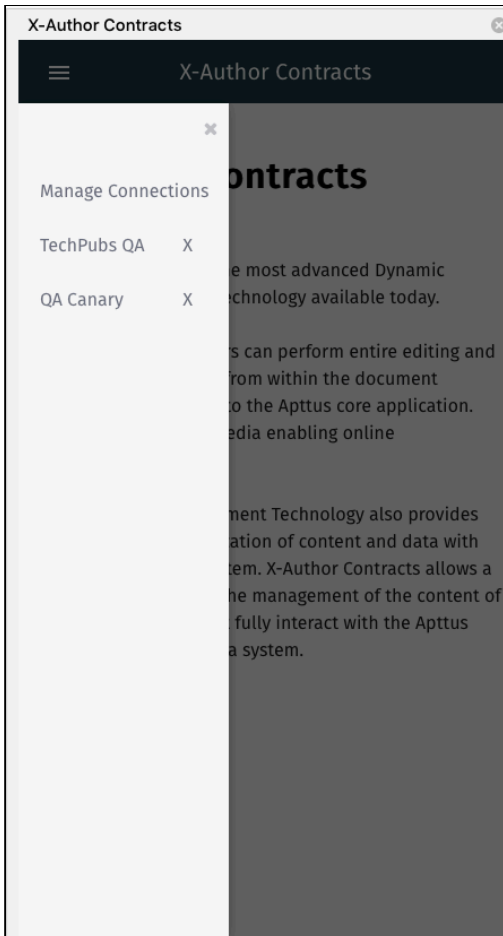 X-Author Contracts
X-Author Contracts
ontracts
Manage Connections
TechPubs QA X
QA Canary X
e most advanced Dynamic
chnology available today.
s can perform entire editing and
from within the document
to the Apttus core application.
edia enabling online
ment Technology also provides
ation of content and data with
tem. X-Author Contracts allows a
he management of the content of
fully interact with the Apttus
a system.